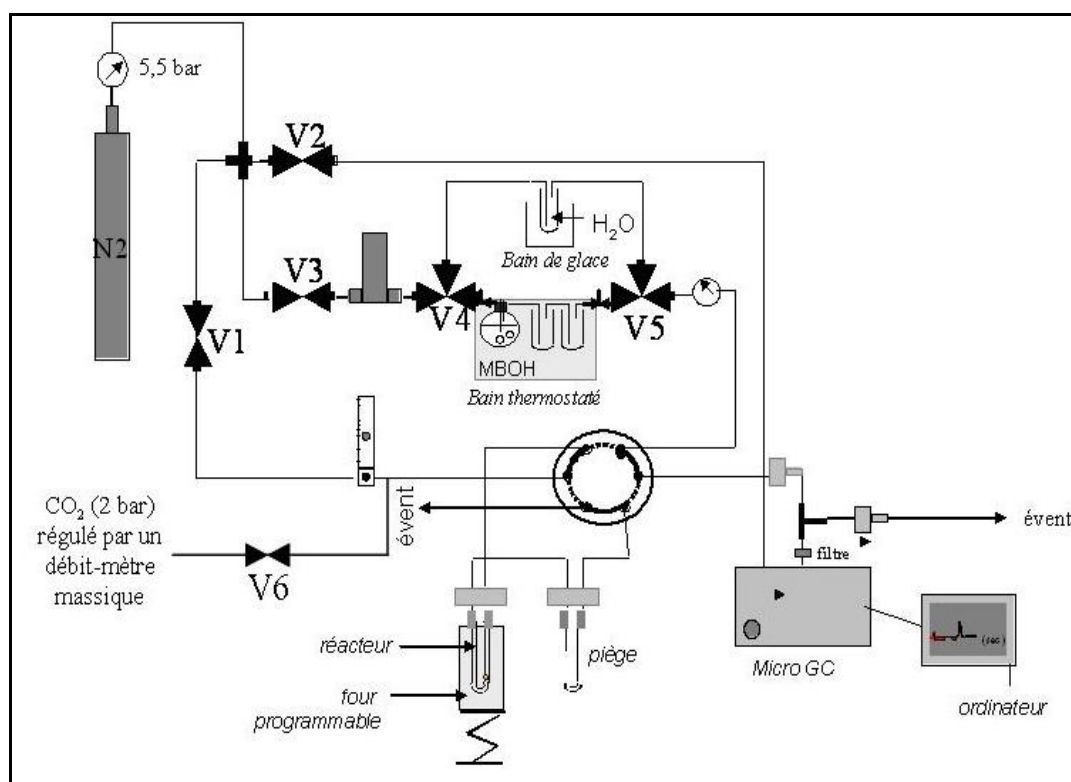 5,5 bar
V2
N2
H₂O
Bain de glace
V3
V4
V5
V1
MBOH
Bain thermostaté
CO₂ (2 bar)
régulé par un
débit-mètre
massique
V6
évent
évent
filtre
réacteur
four
programmable
piège
Micro GC
(sec)
ordinateur